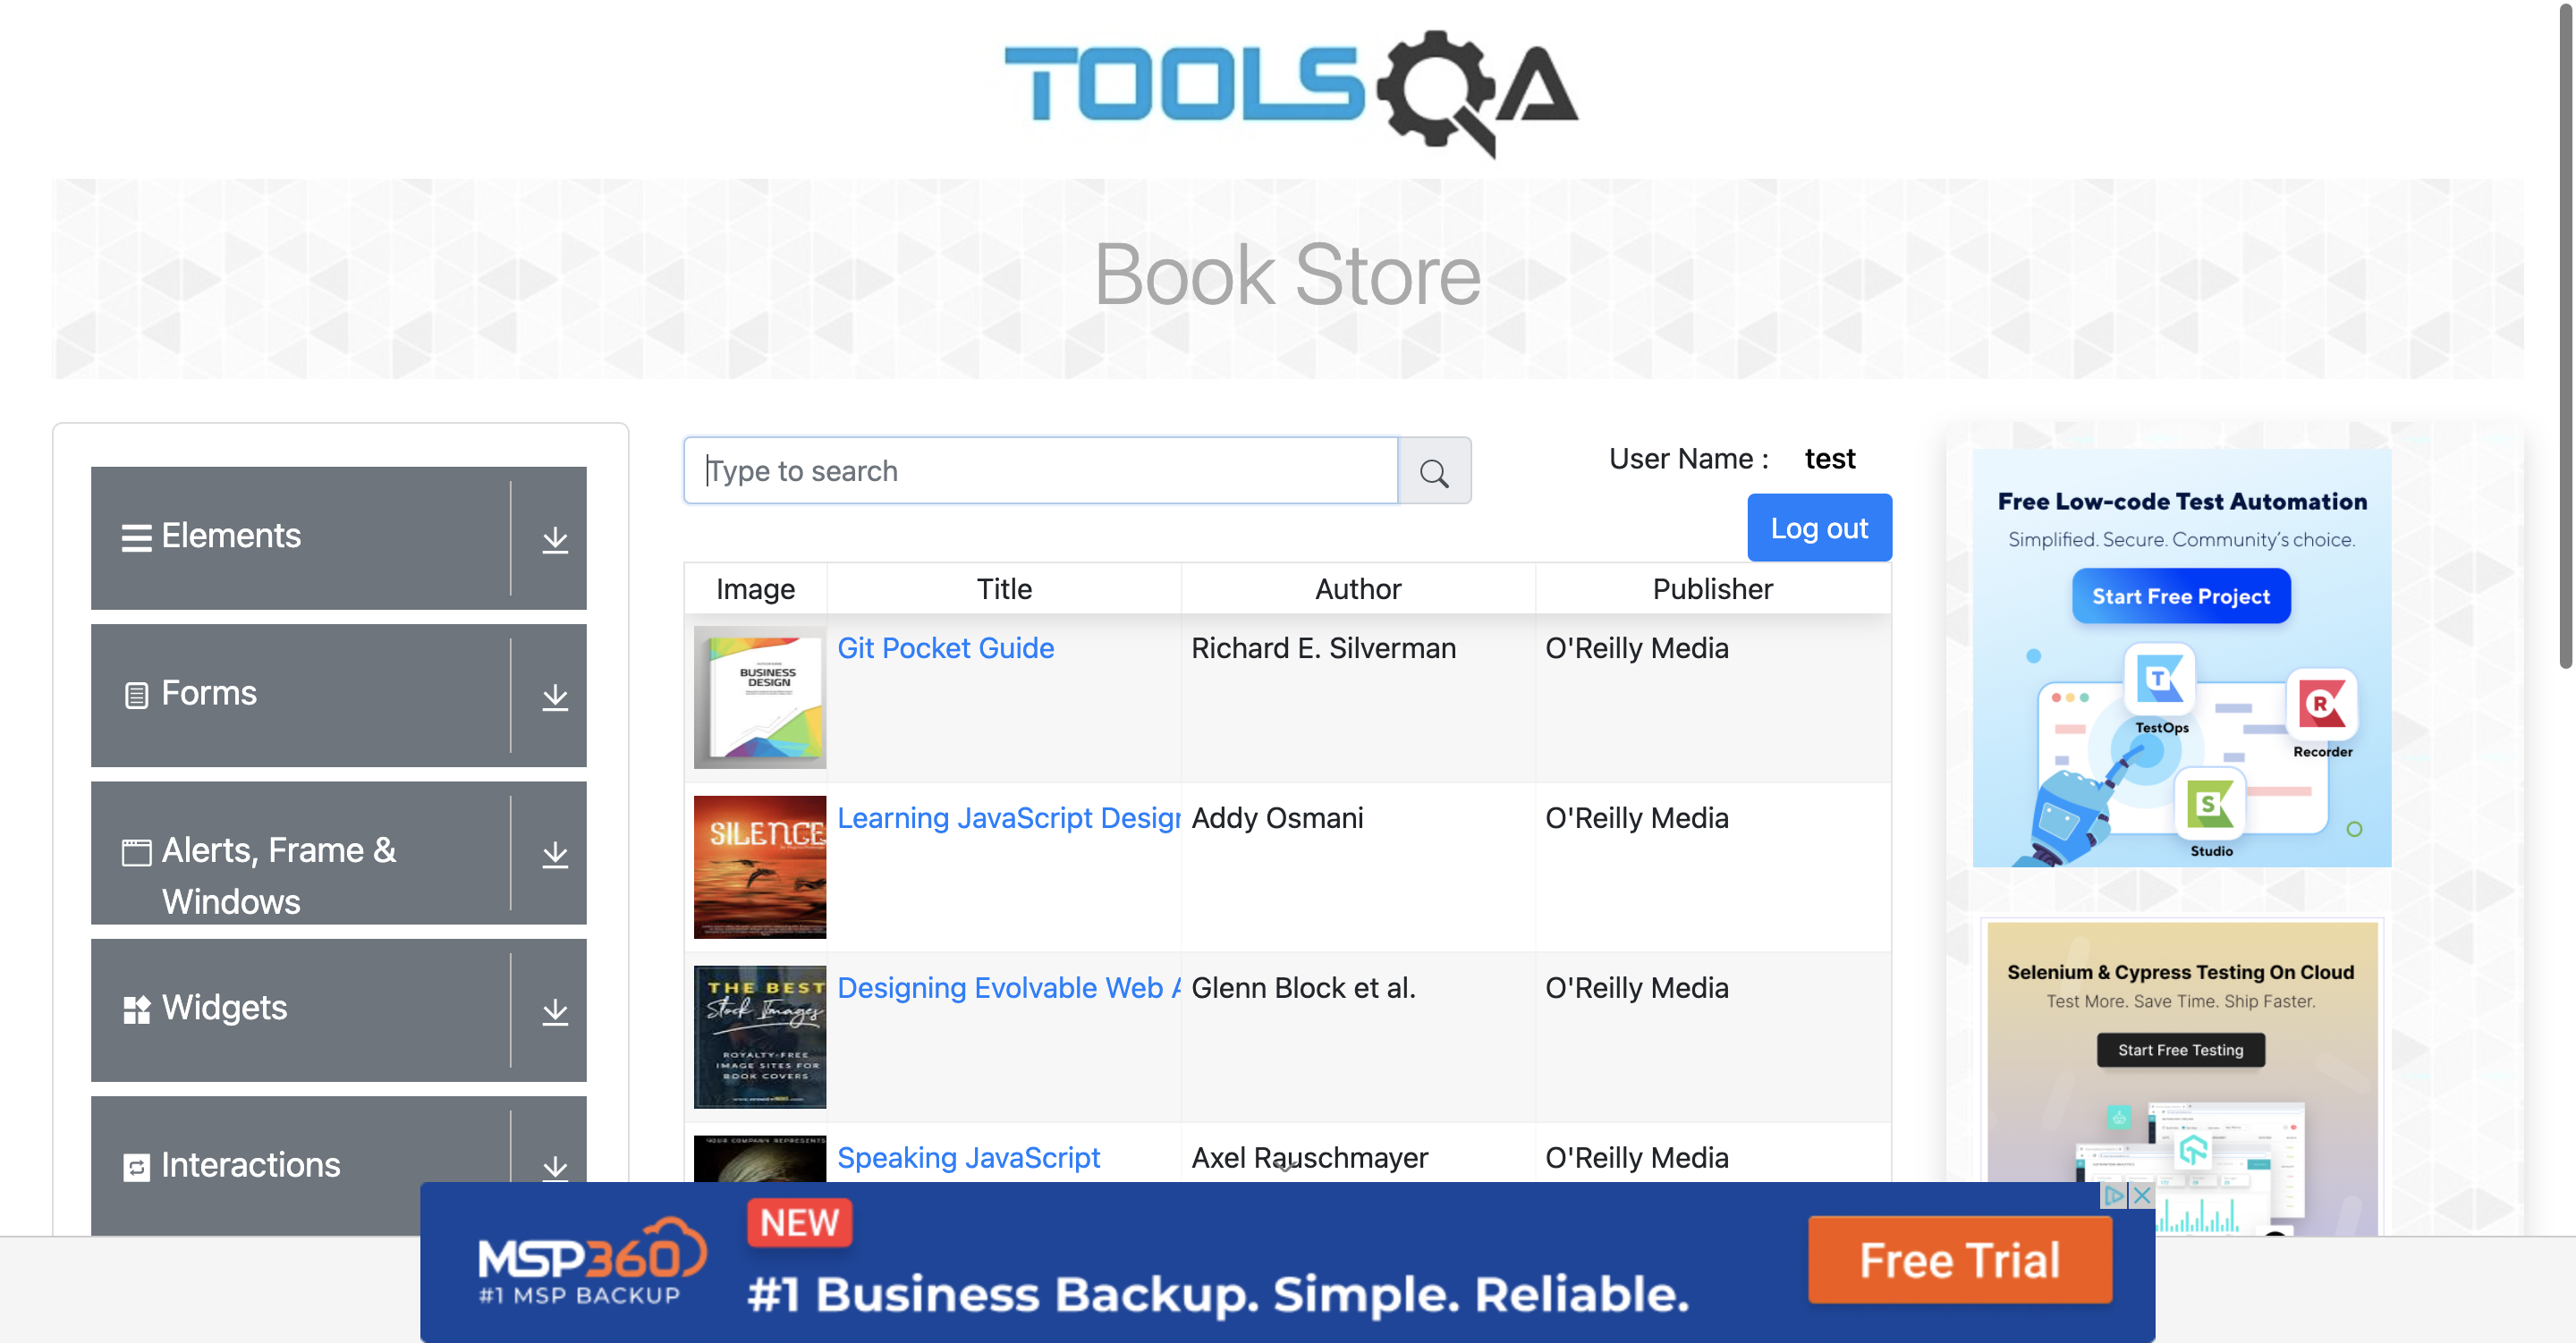 TOOLSQA
Book Store
Elements
Forms
Alerts, Frame &
Windows
Widgets
Interactions
Type to search
User Name :
test
Log out
Image
Title
Author
Publisher
BUSINESS
DESIGN
Git Pocket Guide
Richard E. Silverman
O'Reilly Media
SILENCE
Learning JavaScript Design
Addy Osmani
O'Reilly Media
THE BEST
Stock Images
ROYALTY-FREE
IMAGE SITES FOR
BOOK COVERS
Designing Evolvable Web A
Glenn Block et al.
O'Reilly Media
YOUR COMPANY REPRESENTS
Speaking JavaScript
Axel Rauschmayer
O'Reilly Media
Free Low-code Test Automation
Simplified. Secure. Community's choice.
Start Free Project
T
TestOps
R
Recorder
S
Studio
Selenium & Cypress Testing On Cloud
Test More. Save Time. Ship Faster.
Start Free Testing
MSP360
#1 MSP BACKUP
NEW
#1 Business Backup. Simple. Reliable.
Free Trial